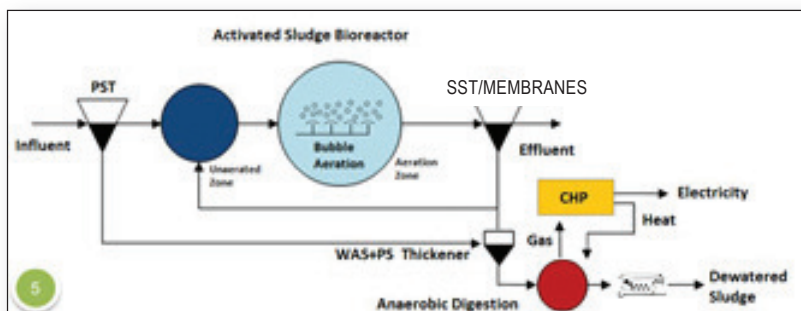 Activated Sludge Bioreactor
PST
SST/MEMBRANES
Influent
Unaerated
Zone
Bubble
Aeration
Aeration
Zone
Effluent
CHP
Electricity
Heat
Gas
WAS+PS Thickener
Anaerobic Digestion
Dewatered
Sludge
5